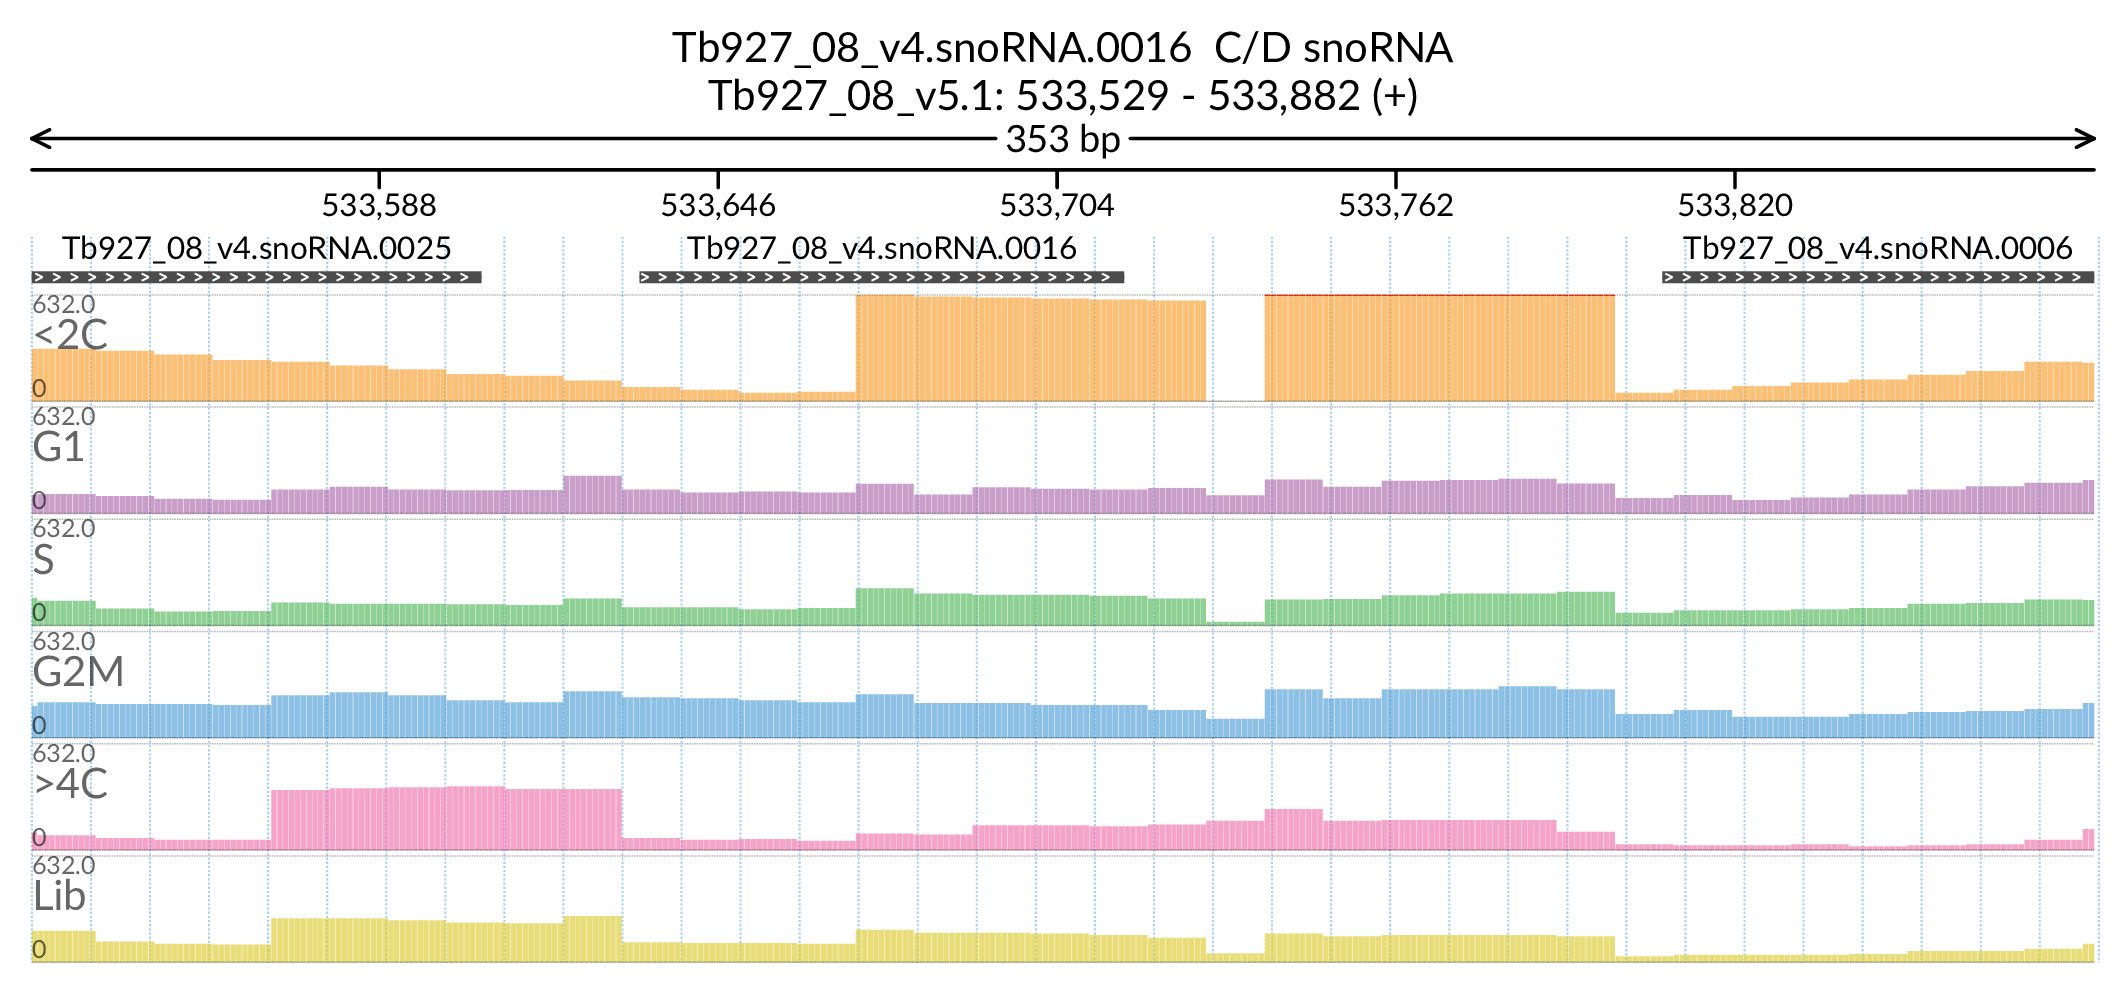 Tb927_08_v4.snoRNA.0016  C/D snoRNA
Tb927_08_v5.1: 533,529 - 533,882 (+)
353 bp
533,588 533,646 533,704 533,762 533,820
Tb927_08_v4.snoRNA.0025 Tb927_08_v4.snoRNA.0016 Tb927_08_v4.snoRNA.0006
632.0
<2C
0
632.0
G1
0
632.0
S
0
632.0
G2M
0
632.0
>4C
0
632.0
Lib
0